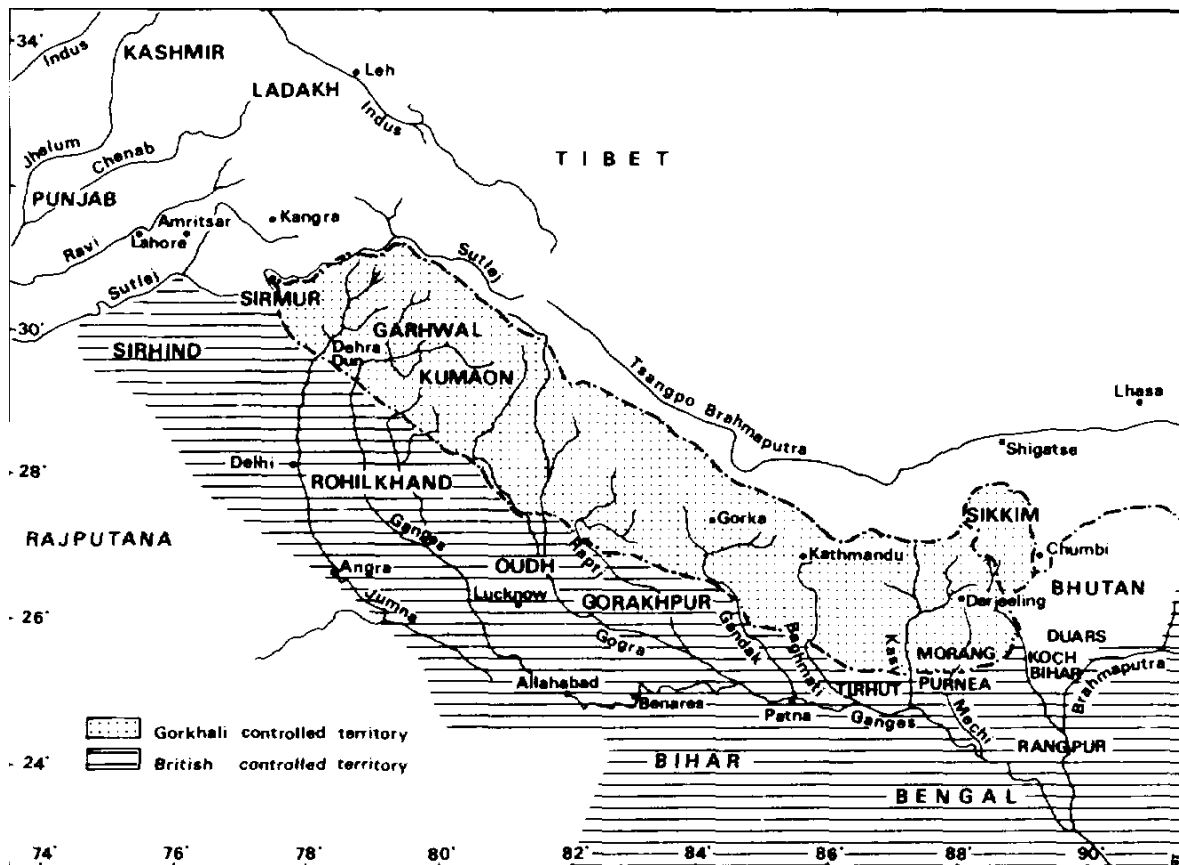 34°
Indus
KASHMIR
Leh
LADAKH
Indus
Jhelum
Chenab
TIBET
PUNJAB
Amritsar
Kangra
Ravi
Lahore
Sutlej
Sutlej
SIRMUR
30°
GARHWAL
SIRHIND
Dehra
Dun
KUMAON
Tsangpo Brahmaputra
Lhasa
Shigatse
28°
Delhi
ROHILKHAND
SIKKIM
Gorka
Ganges
RAJPUTANA
Kathmandu
Chumbi
Rapti
OUDH
Angra
BHUTAN
Lucknow
GORAKHPUR
Darjeeling
Jumna
26°
Gandak
Baghmati
Kasy
DUARS
Gogra
MORANG
KOCH
BIHAR
Brahmaputra
Allahabad
TIRHUT
PURNEA
Benares
Patna
Ganges
Mechi
Gorkhali controlled territory
RANGPUR
British controlled territory
BIHAR
24°
BENGAL
74° 76° 78° 80° 82° 84° 86° 88° 90° E